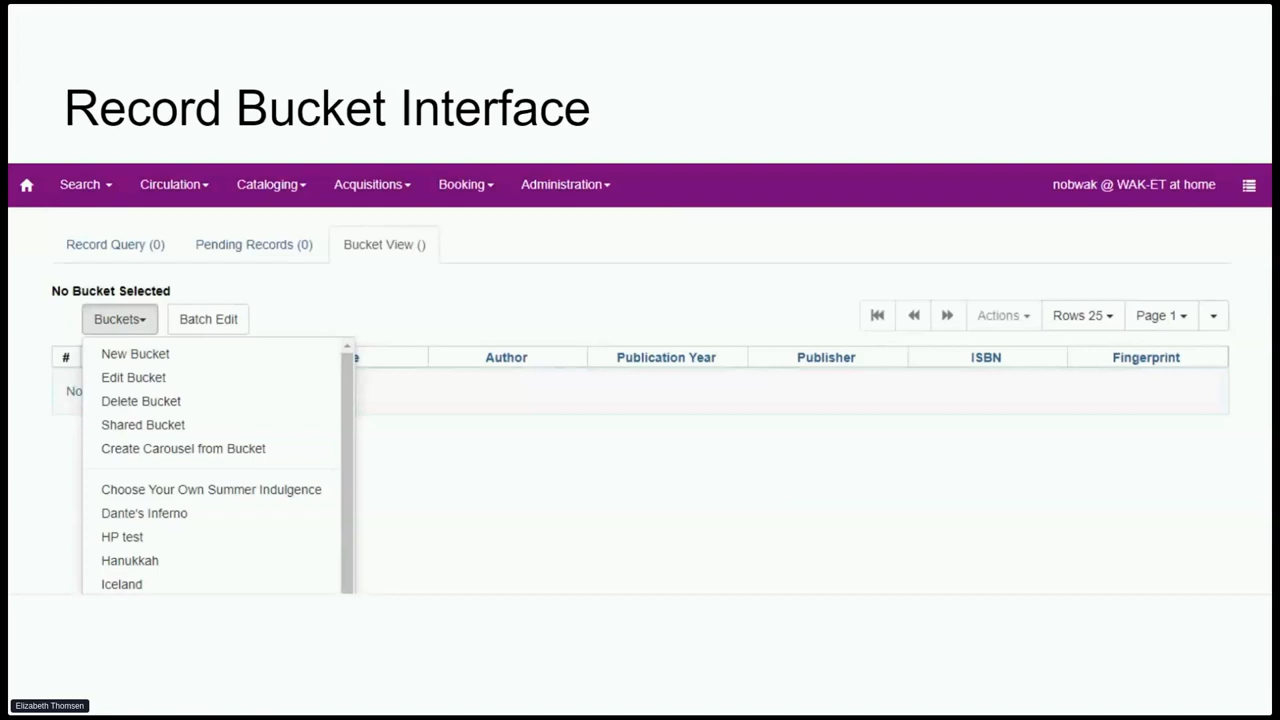 Record Bucket Interface
Search Circulation Cataloging Acquisitions Booking Administration nobwak @ WAK-ET at home
Record Query (0) Pending Records (0) Bucket View ()
No Bucket Selected
Buckets Batch Edit Actions Rows 25 Page 1
# e Author Publication Year Publisher ISBN Fingerprint
No
New Bucket
Edit Bucket
Delete Bucket
Shared Bucket
Create Carousel from Bucket
Choose Your Own Summer Indulgence
Dante's Inferno
HP test
Hanukkah
Iceland
Elizabeth Thomsen